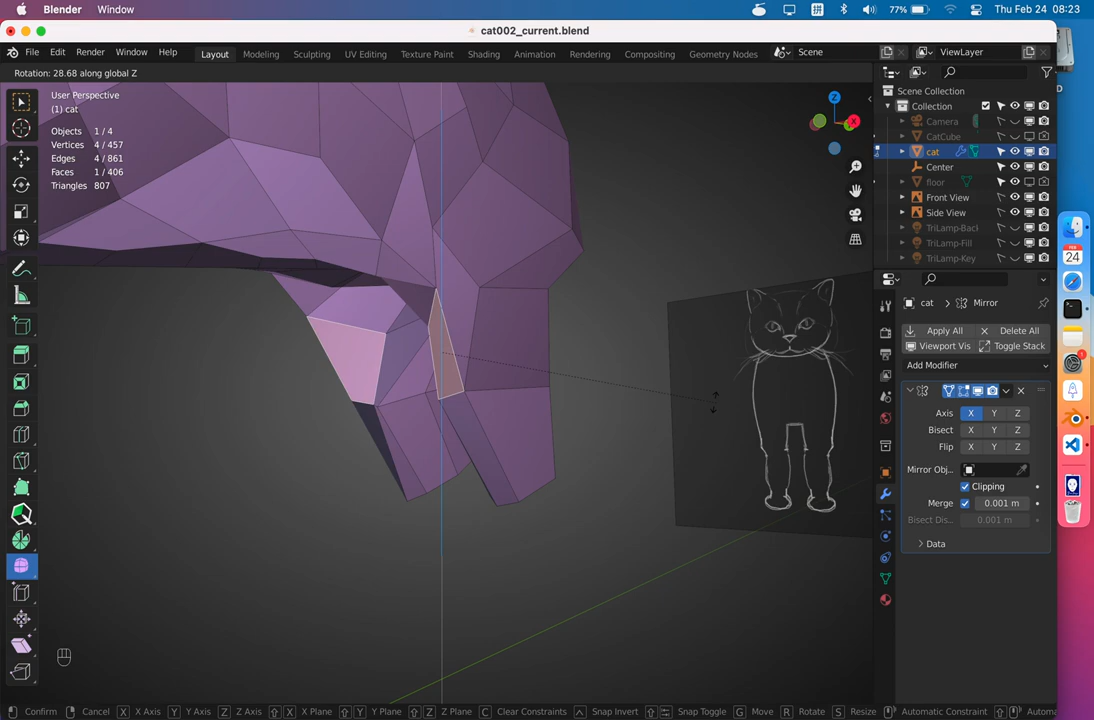 Blender Window 拼 77% Thu Feb 24 08:23
cat002_current.blend
File Edit Render Window Help Layout Modeling Sculpting UV Editing Texture Paint Shading Animation Rendering Compositing Geometry Nodes Scene ViewLayer
Rotation: 28.68 along global Z
User Perspective
(1) cat
Objects 1 / 4
Vertices 4 / 457
Edges 4 / 861
Faces 1 / 406
Triangles 807
Z
X
Scene Collection
Collection
Camera
CatCube
cat
Center
floor
Front View
Side View
TriLamp-Back
TriLamp-Fill
TriLamp-Key
FEB
24
1
cat Mirror
Apply All Delete All
Viewport Vis Toggle Stack
Add Modifier
Axis X Y Z
Bisect X Y Z
Flip X Y Z
Mirror Obj...
Clipping
Merge 0.001 m
Bisect Dis... 0.001 m
Data
Confirm Cancel X X Axis Y Y Axis Z Z Axis X X Plane Y Y Plane Z Z Plane C Clear Constraints Snap Invert Snap Toggle G Move R Rotate S Resize Automatic Constraint Automa